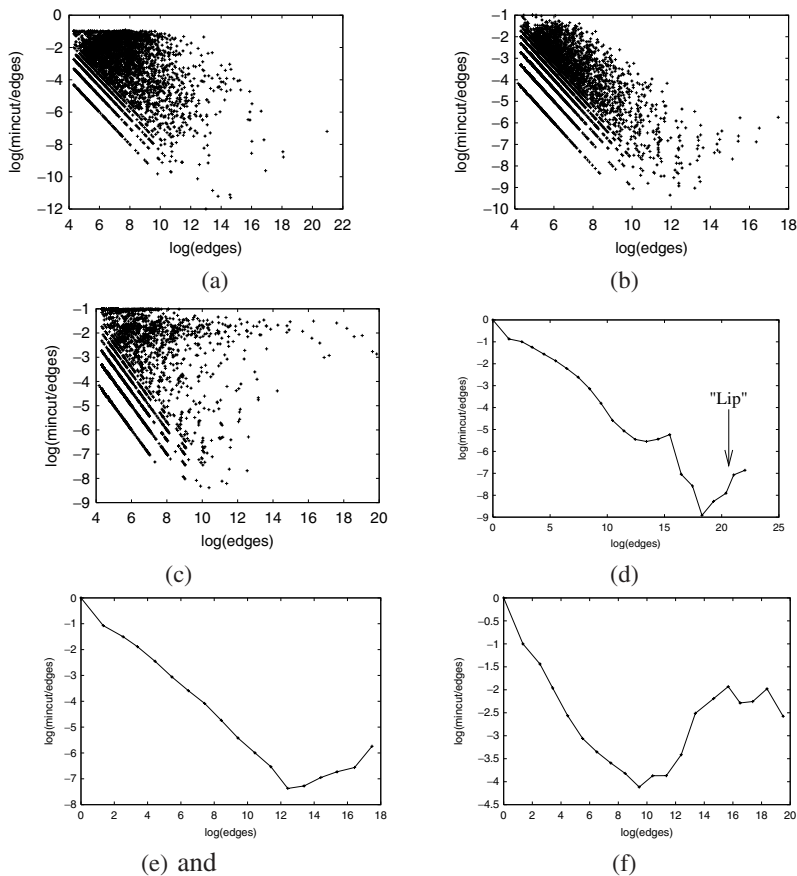 0
−2
−4
−6
−8
−10
−12
4 6 8 10 12 14 16 18 20 22
log(mincut/edges)
log(edges)
(a)
−1
−2
−3
−4
−5
−6
−7
−8
−9
−10
4 6 8 10 12 14 16 18
log(mincut/edges)
log(edges)
(b)
−1
−2
−3
−4
−5
−6
−7
−8
−9
4 6 8 10 12 14 16 18 20
log(mincut/edges)
log(edges)
(c)
0
−1
−2
−3
−4
−5
−6
−7
−8
−9
0 5 10 15 20 25
log(mincut/edges)
log(edges)
"Lip"
(d)
0
−1
−2
−3
−4
−5
−6
−7
−8
0 2 4 6 8 10 12 14 16 18
log(mincut/edges)
log(edges)
(e) and
0
−0.5
−1
−1.5
−2
−2.5
−3
−3.5
−4
−4.5
0 2 4 6 8 10 12 14 16 18 20
log(mincut/edges)
log(edges)
(f)